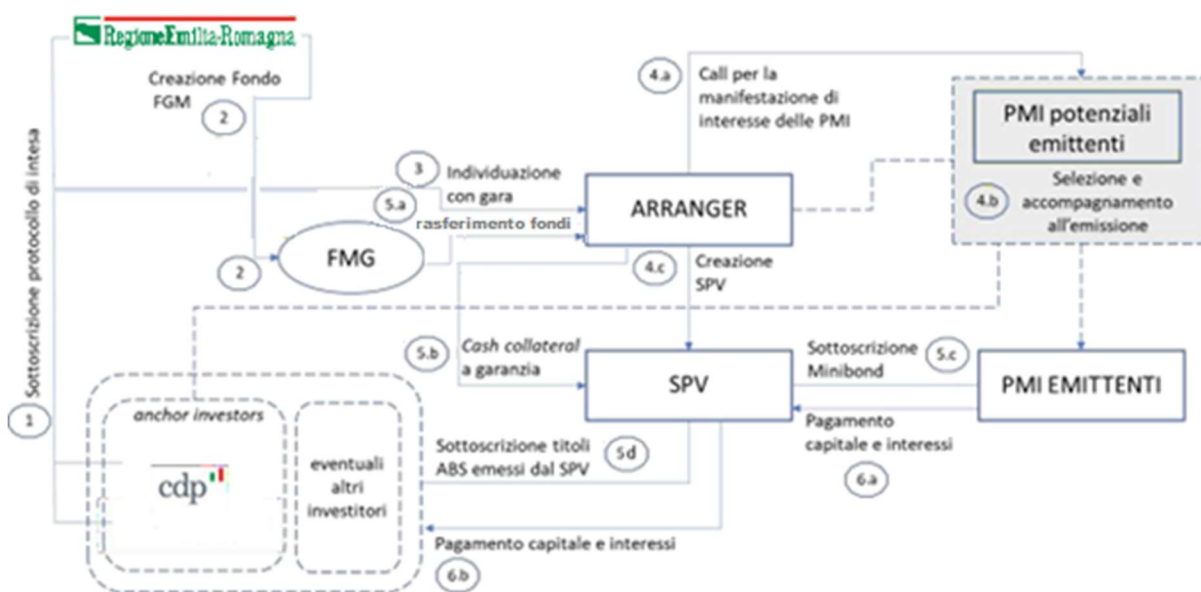 RegioneEmilia-Romagna
Creazione Fondo
FGM
2
4.a
Call per la
manifestazione di
interesse delle PMI
PMI potenziali
emittenti
4.b
Selezione e
accompagnamento
all'emissione
3
Individuazione
con gara
5.a
rasferimento fondi
ARRANGER
2
FMG
4.c
Creazione
SPV
Sottoscrizione protocollo di intesa
1
5.b
Cash collateral
a garanzia
SPV
Sottoscrizione
Minibond
5.c
PMI EMITTENTI
Pagamento
capitale e interessi
6.a
anchor investors
cdp
eventuali
altri
investitori
Sottoscrizione titoli
ABS emessi dal SPV
5d
Pagamento capitale e interessi
6.b